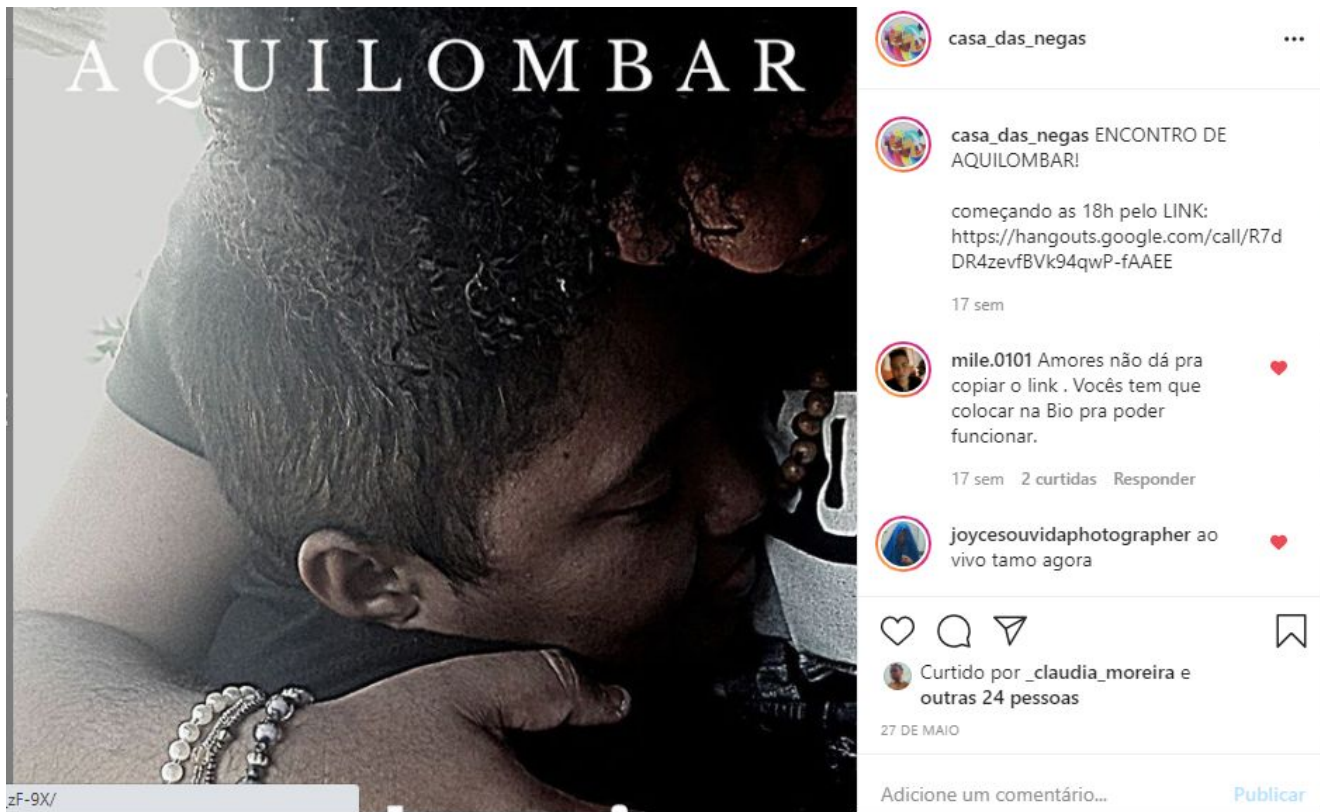 AQUILOMBAR
casa_das_negas
casa_das_negas ENCONTRO DE
AQUILOMBAR!
começando as 18h pelo LINK:
https://hangouts.google.com/call/R7d
DR4zevfBVk94qwP-fAAEE
17 sem
mile.0101 Amores não dá pra
copiar o link . Vocês tem que
colocar na Bio pra poder
funcionar.
17 sem 2 curtidas Responder
joycesouvidaphotographer ao
vivo tamo agora
Curtido por _claudia_moreira e
outras 24 pessoas
27 DE MAIO
Adicione um comentário... Publicar
zF-9X/